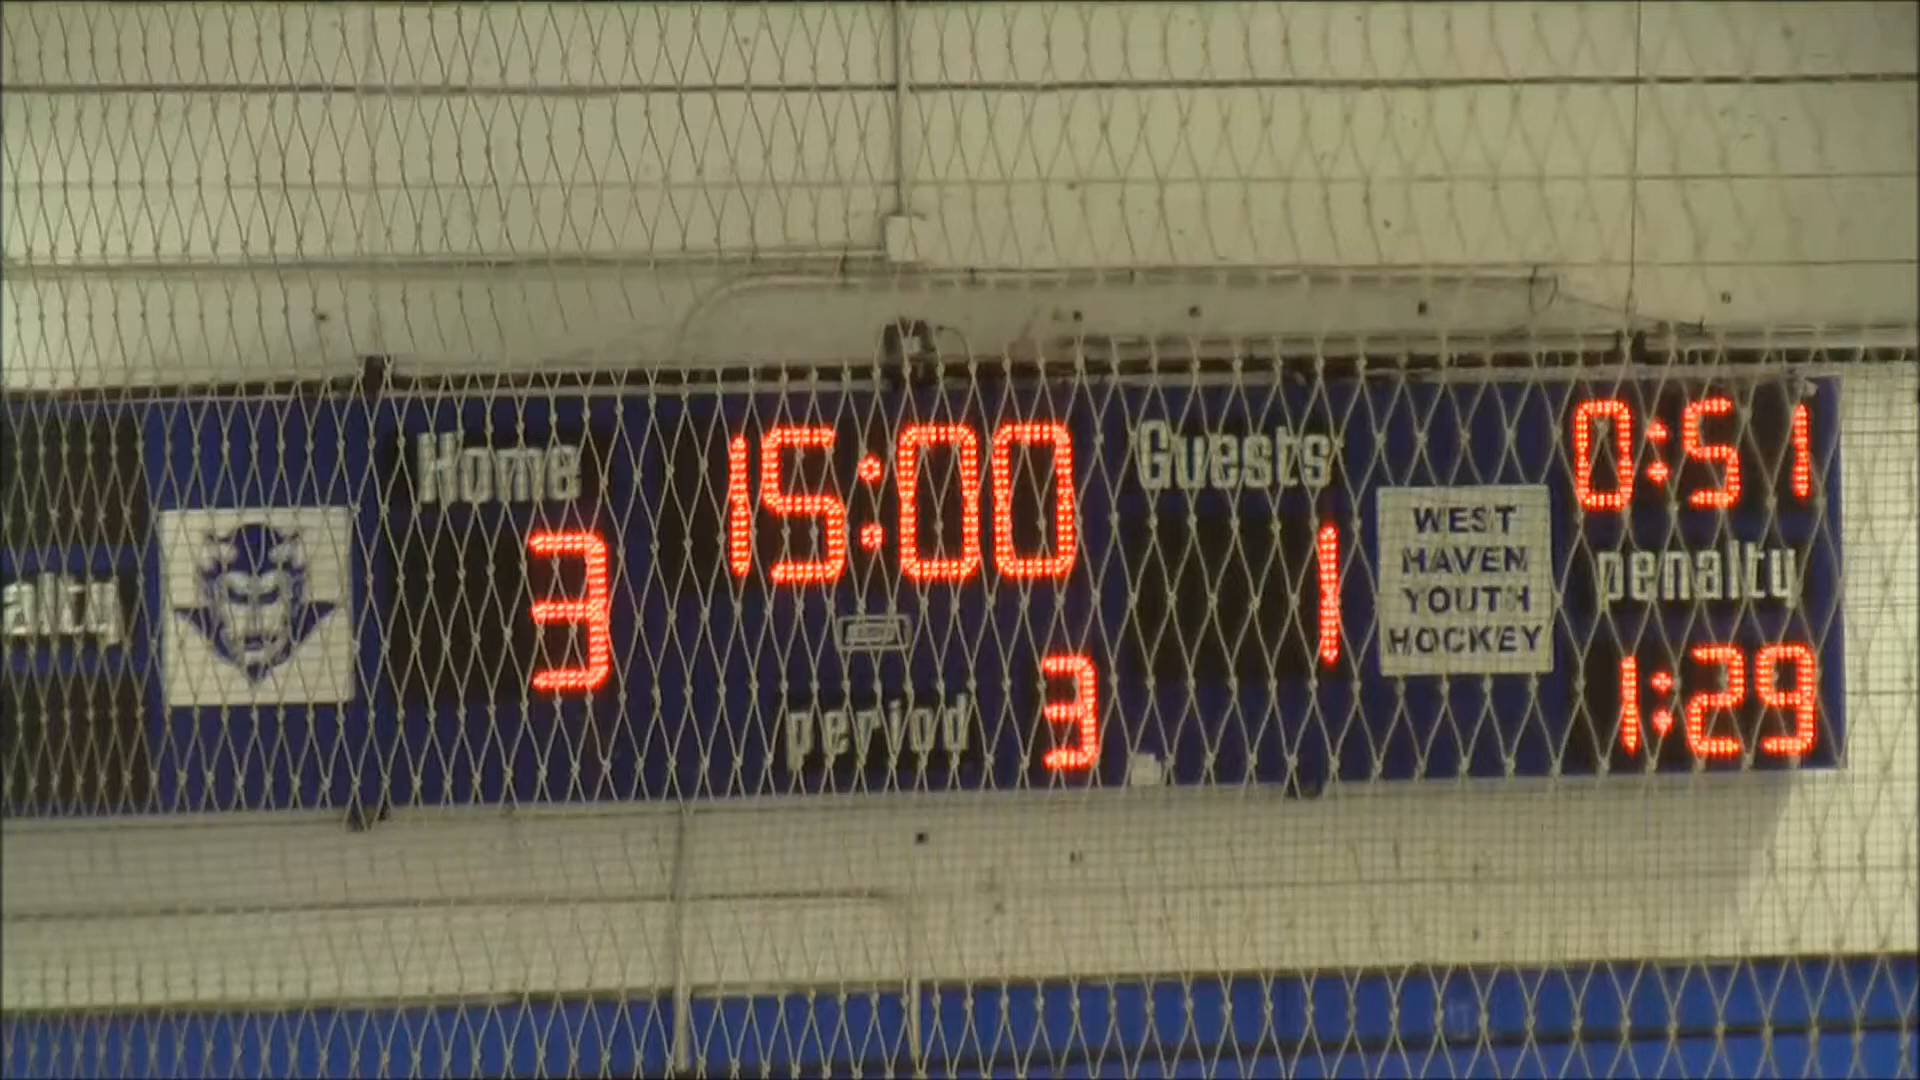 Home
15:00
Guests
0:51
3
1
WEST
HAVEN
YOUTH
HOCKEY
penalty
alty
period
3
1:29